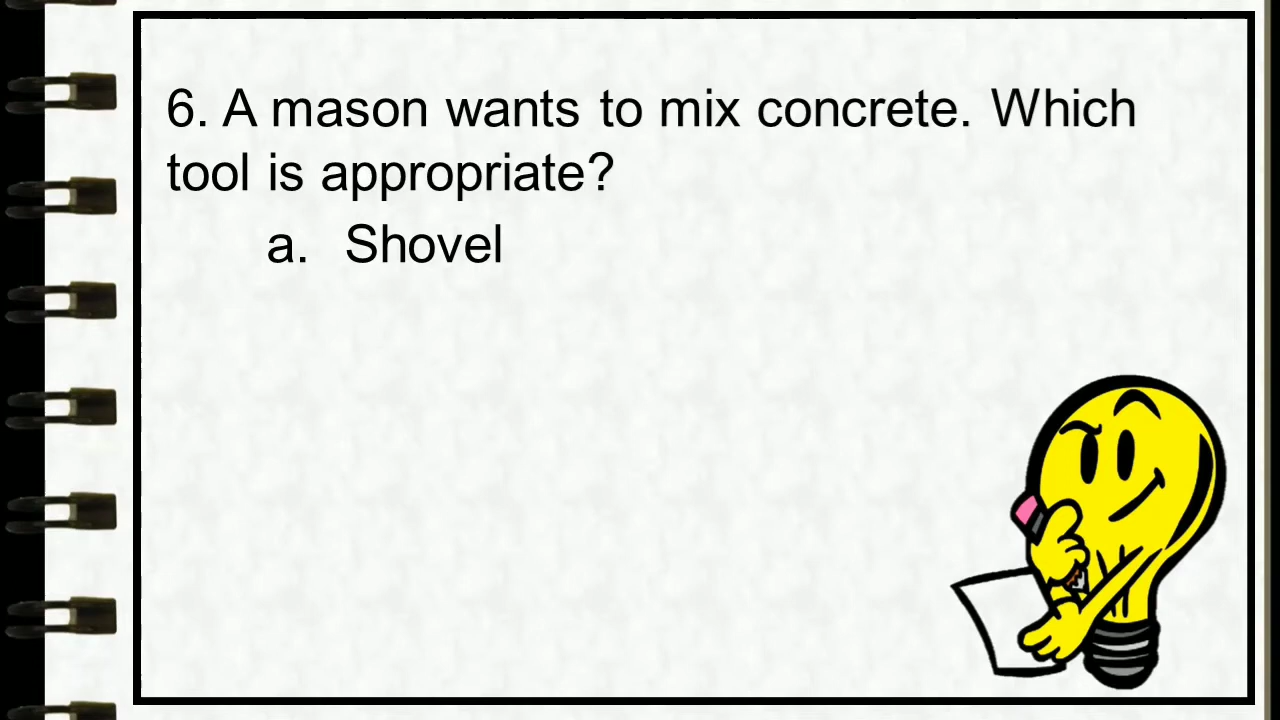 6. A mason wants to mix concrete. Which
tool is appropriate?
a. Shovel